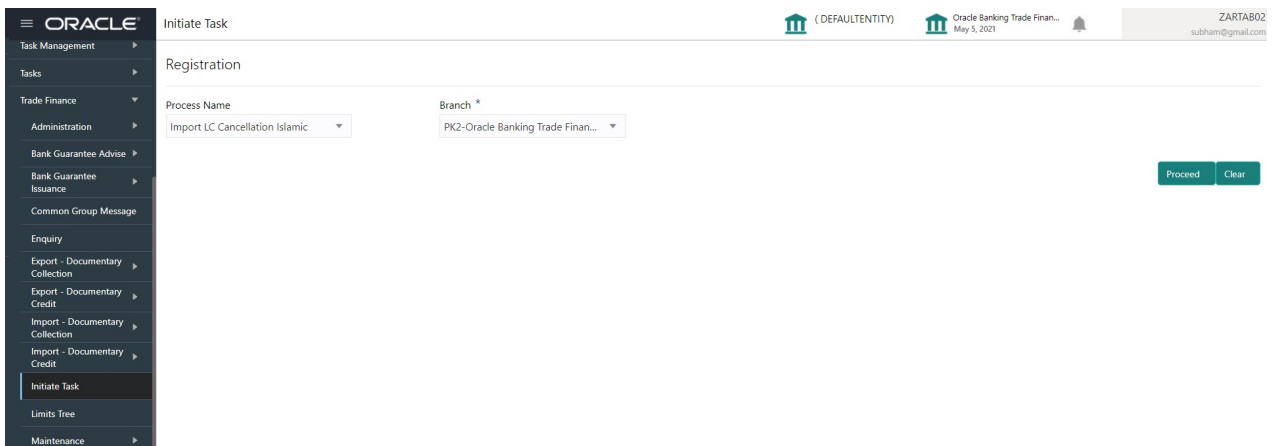 ORACLE
Initiate Task
( DEFAULTENTITY)
Oracle Banking Trade Finan...
May 5, 2021
ZARTAB02
subham@gmail.com
Task Management
Tasks
Trade Finance
Administration
Bank Guarantee Advise
Bank Guarantee
Issuance
Common Group Message
Enquiry
Export - Documentary
Collection
Export - Documentary
Credit
Import - Documentary
Collection
Import - Documentary
Credit
Initiate Task
Limits Tree
Maintenance
Registration
Process Name
Import LC Cancellation Islamic
Branch *
PK2-Oracle Banking Trade Finan...
Proceed
Clear